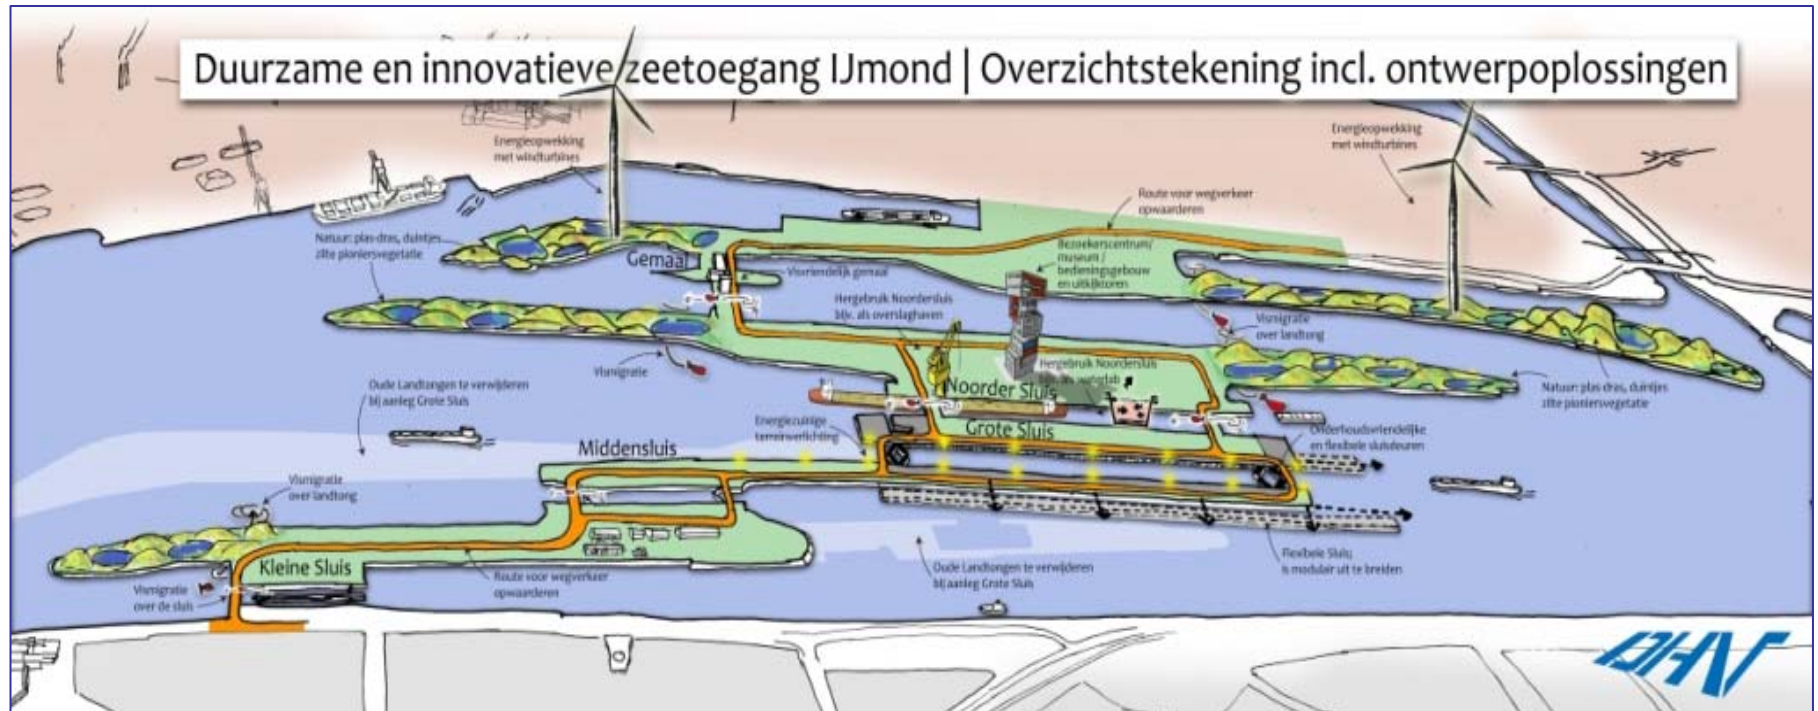 Duurzame en innovatieve zeetoegang IJmond | Overzichtstekening incl. ontwerpoplossingen
Energieopwekking
met windturbines
Energieopwekking
met windturbines
Route voor wegverkeer
opwaarderen
Natuur: plas-dras, duintjes
zilte pioniersvegetatie
Gemaal
Visvriendelijk gemaal
Bezoekerscentrum/
museum /
bedieningsgebouw
en uitkijktoren
Hergebruik Noordersluis
bijv. als overslaghaven
Vismigratie
over landtong
Vismigratie
Hergebruik Noordersluis
bijv. als waterlab
Noorder Sluis
Oude Landtongen te verwijderen
bij aanleg Grote Sluis
Natuur: plas-dras, duintjes
zilte pioniersvegetatie
Energiezuinige
terreinverlichting
Grote Sluis
Onderhoudsvriendelijke
en flexibele sluisdeuren
Middensluis
Vismigratie
over landtong
Flexibele Sluis;
is modulair uit te breiden
Oude Landtongen te verwijderen
bij aanleg Grote Sluis
Kleine Sluis
Route voor wegverkeer
opwaarderen
Vismigratie
over de sluis
DHV